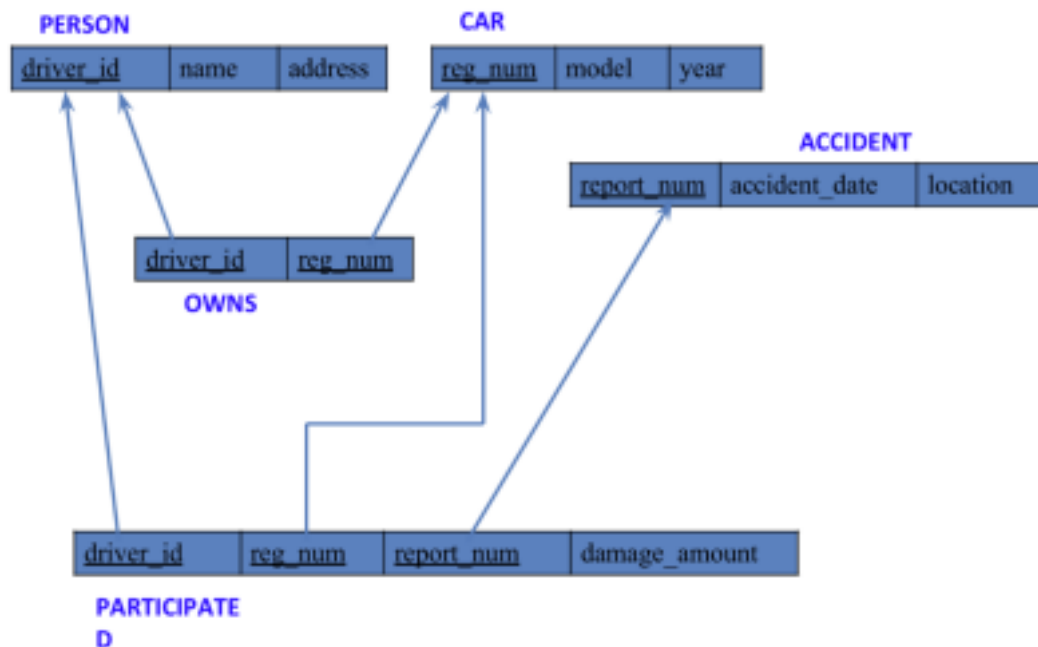 PERSON
CAR
driver_id name address
reg_num model year
ACCIDENT
report_num accident_date location
driver_id reg_num
OWNS
driver_id reg_num report_num damage_amount
PARTICIPATE
D